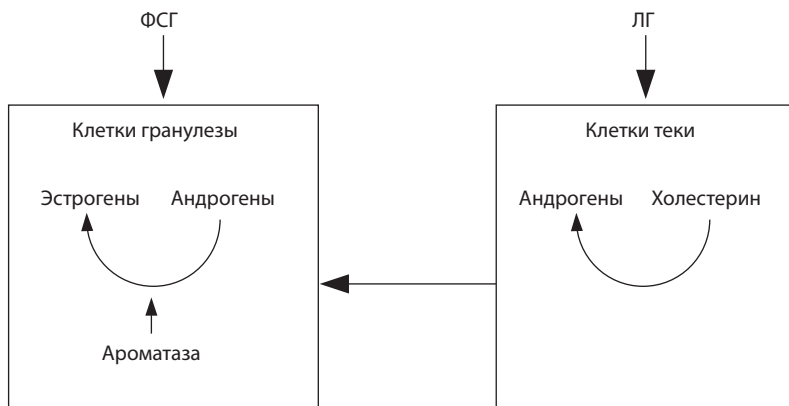 ФСГ
ЛГ
Клетки гранулезы
Клетки теки
Эстрогены Андрогены
Андрогены Холестерин
Ароматаза